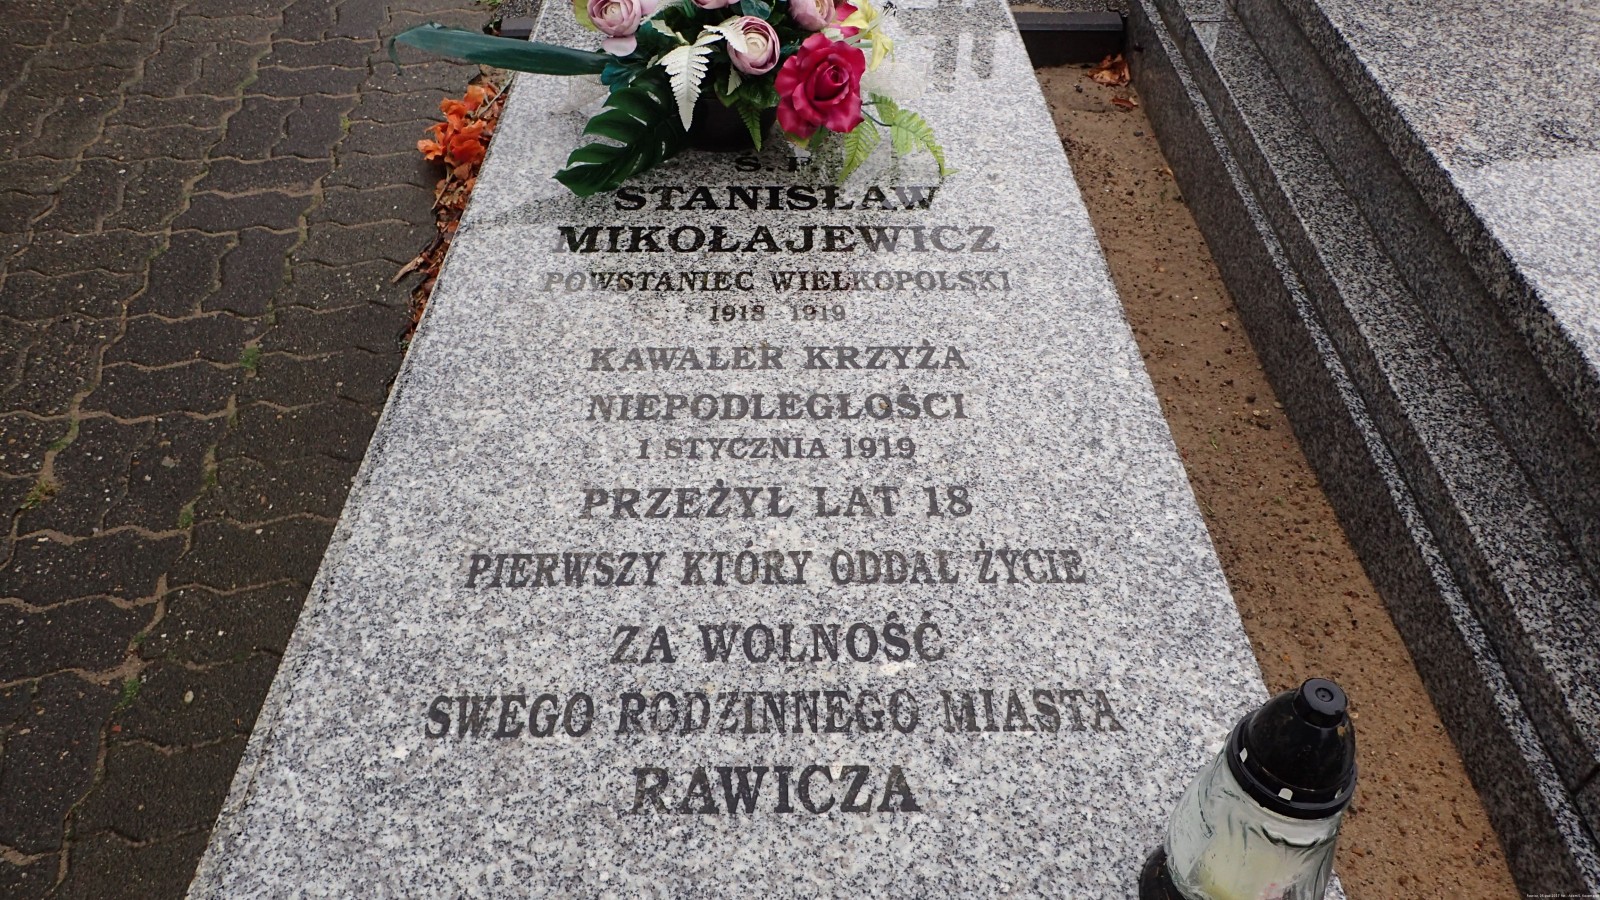 Ś.P.
STANISŁAW
MIKOŁAJEWICZ
POWSTANIEC WIELKOPOLSKI
1918 - 1919
KAWALER KRZYŻA
NIEPODLEGŁOŚCI
1 STYCZNIA 1919
PRZEŻYŁ LAT 18
PIERWSZY KTÓRY ODDAŁ ŻYCIE
ZA WOLNOŚĆ
SWEGO RODZINNEGO MIASTA
RAWICZA